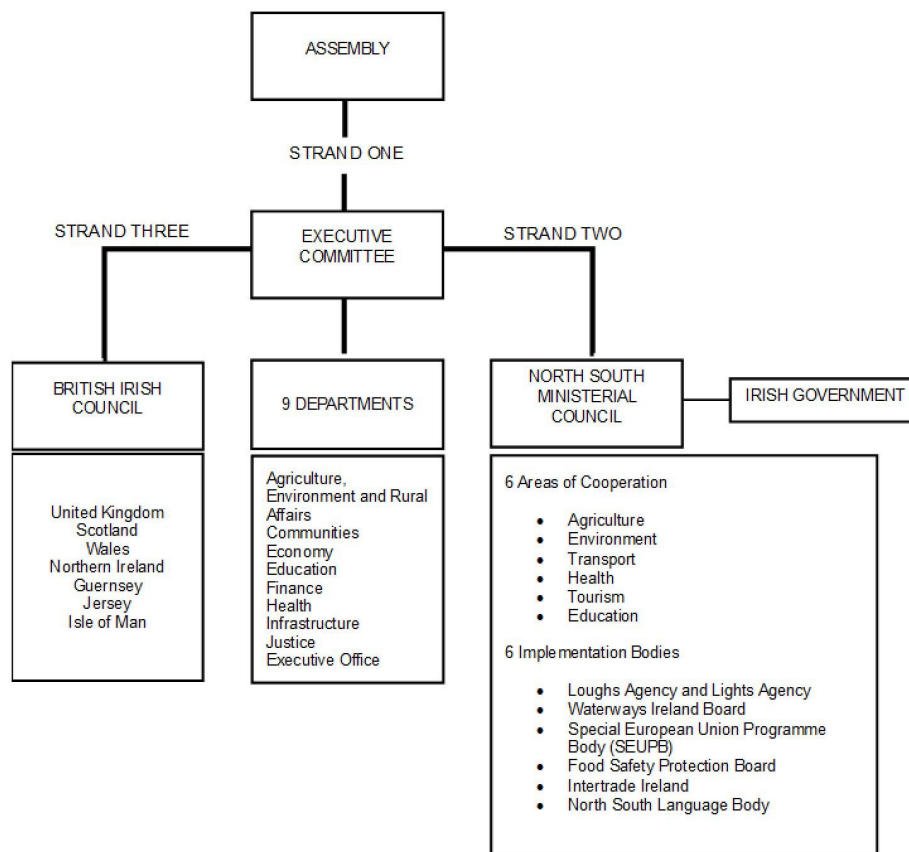 ASSEMBLY
STRAND ONE
STRAND THREE
EXECUTIVE
COMMITTEE
STRAND TWO
BRITISH IRISH
COUNCIL
9 DEPARTMENTS
NORTH SOUTH
MINISTERIAL
COUNCIL
IRISH GOVERNMENT
United Kingdom
Scotland
Wales
Northern Ireland
Guernsey
Jersey
Isle of Man
Agriculture,
Environment and Rural
Affairs
Communities
Economy
Education
Finance
Health
Infrastructure
Justice
Executive Office
6 Areas of Cooperation
• Agriculture
• Environment
• Transport
• Health
• Tourism
• Education
6 Implementation Bodies
• Loughs Agency and Lights Agency
• Waterways Ireland Board
• Special European Union Programme
Body (SEUPB)
• Food Safety Protection Board
• Intertrade Ireland
• North South Language Body